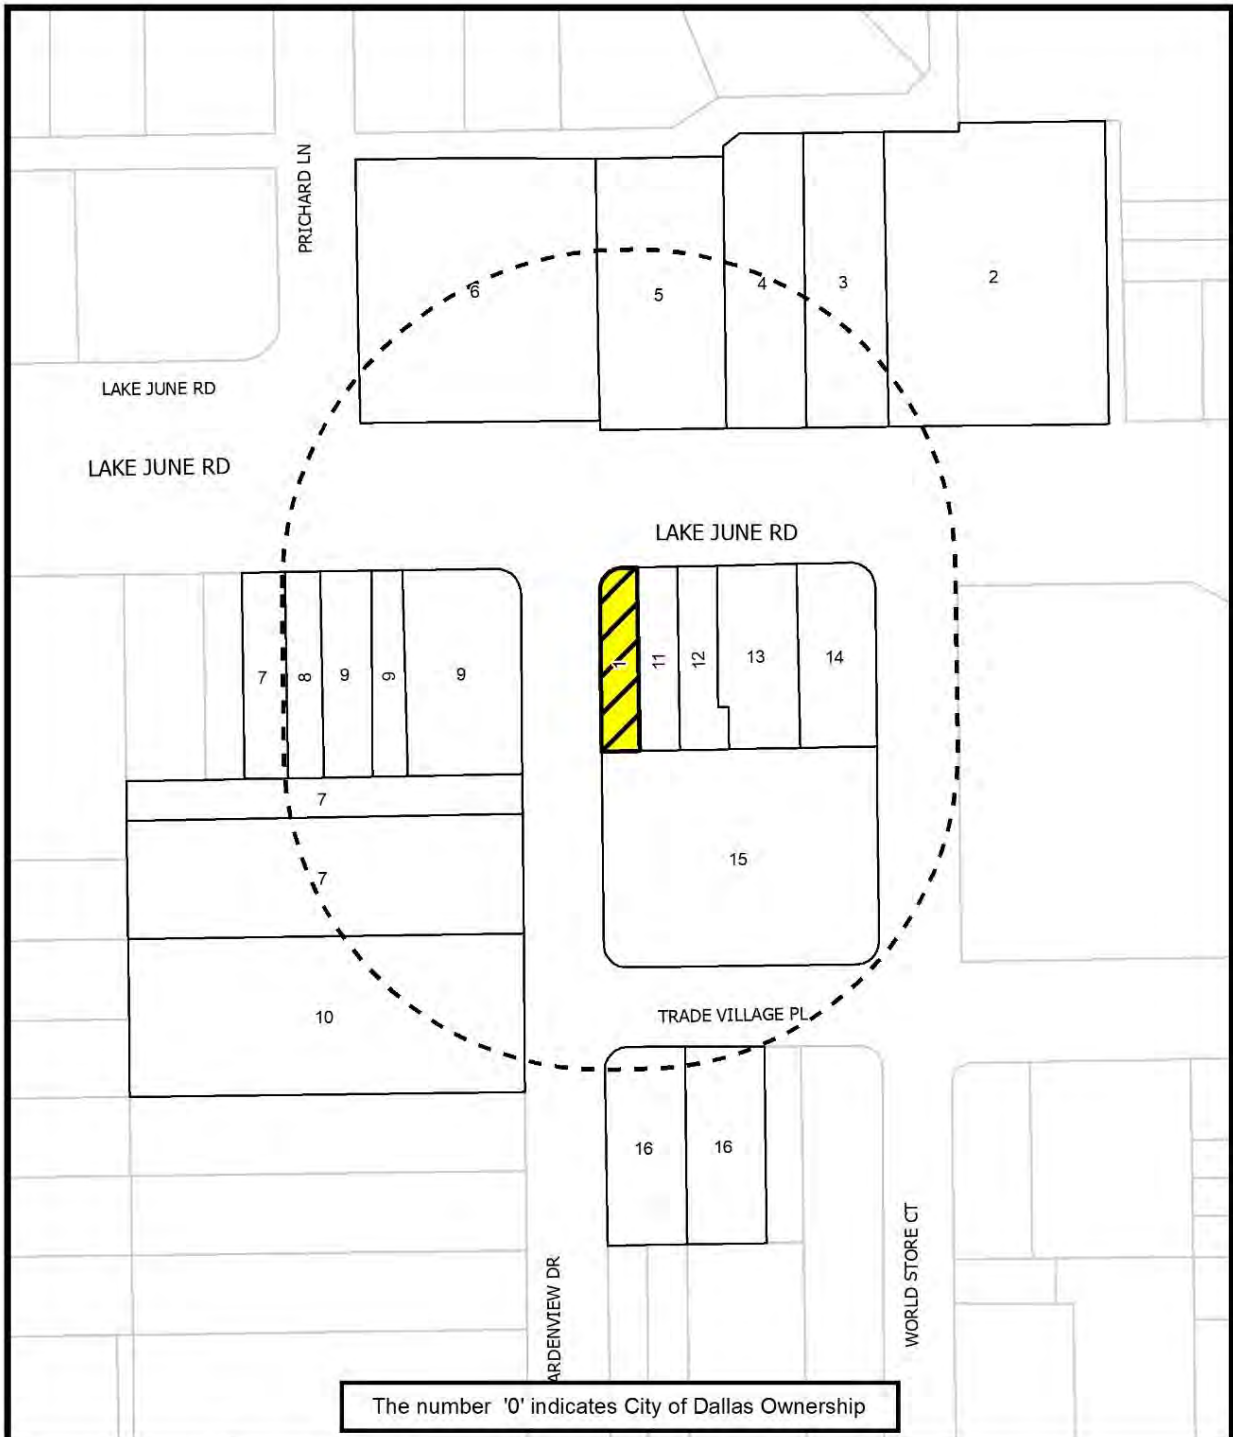 PRICHARD LN
6
5
4
3
2
LAKE JUNE RD
LAKE JUNE RD
LAKE JUNE RD
7
8
9
9
9
1
11
12
13
14
7
7
15
10
TRADE VILLAGE PL
16
16
ARDENVIEW DR
WORLD STORE CT
The number '0' indicates City of Dallas Ownership